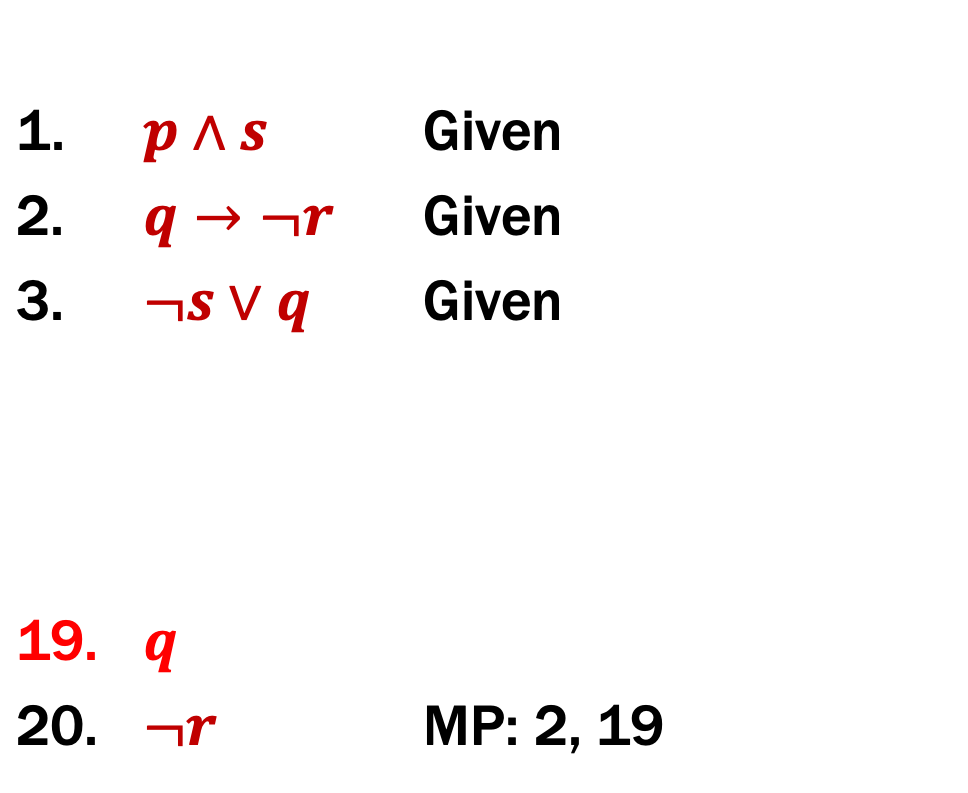 1. p ∧ s Given
2. q → ¬r Given
3. ¬s ∨ q Given
19. q
20. ¬r MP: 2, 19